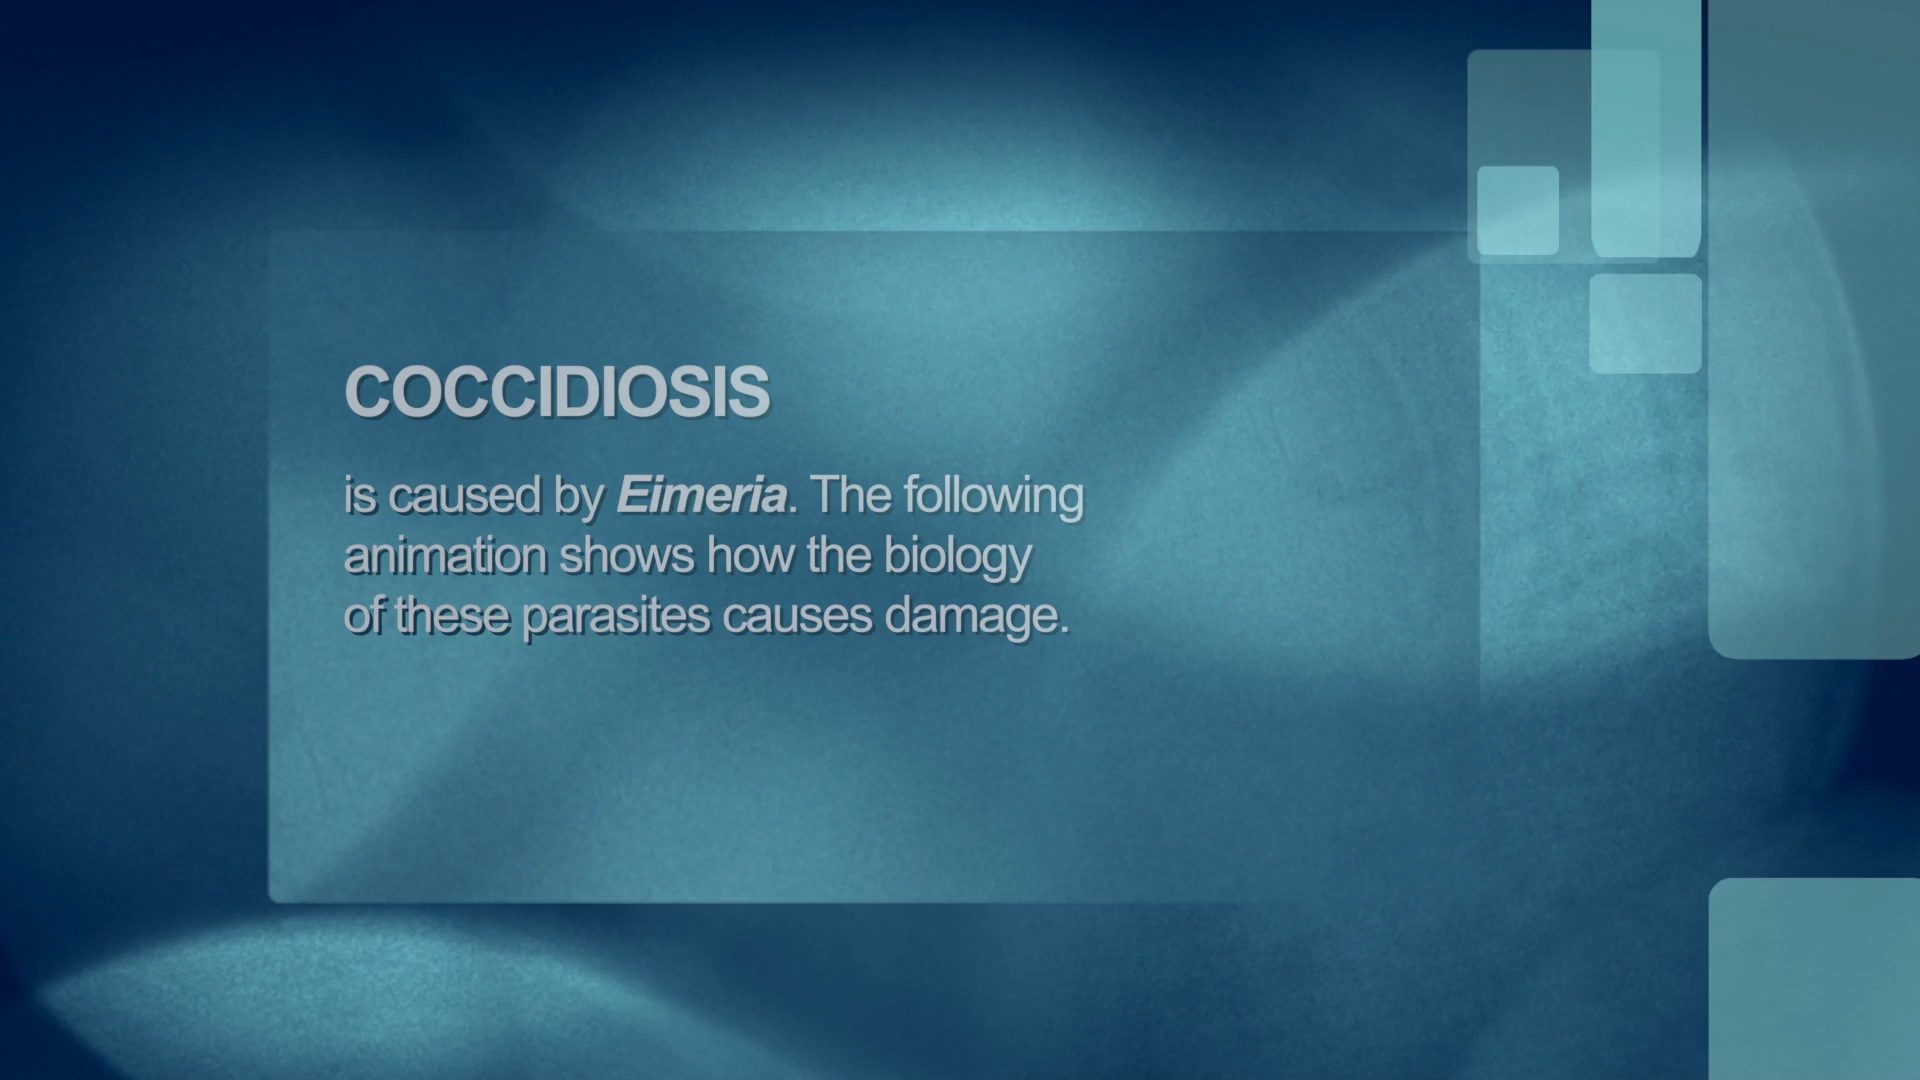 COCCIDIOSIS
is caused by Eimeria. The following
animation shows how the biology
of these parasites causes damage.